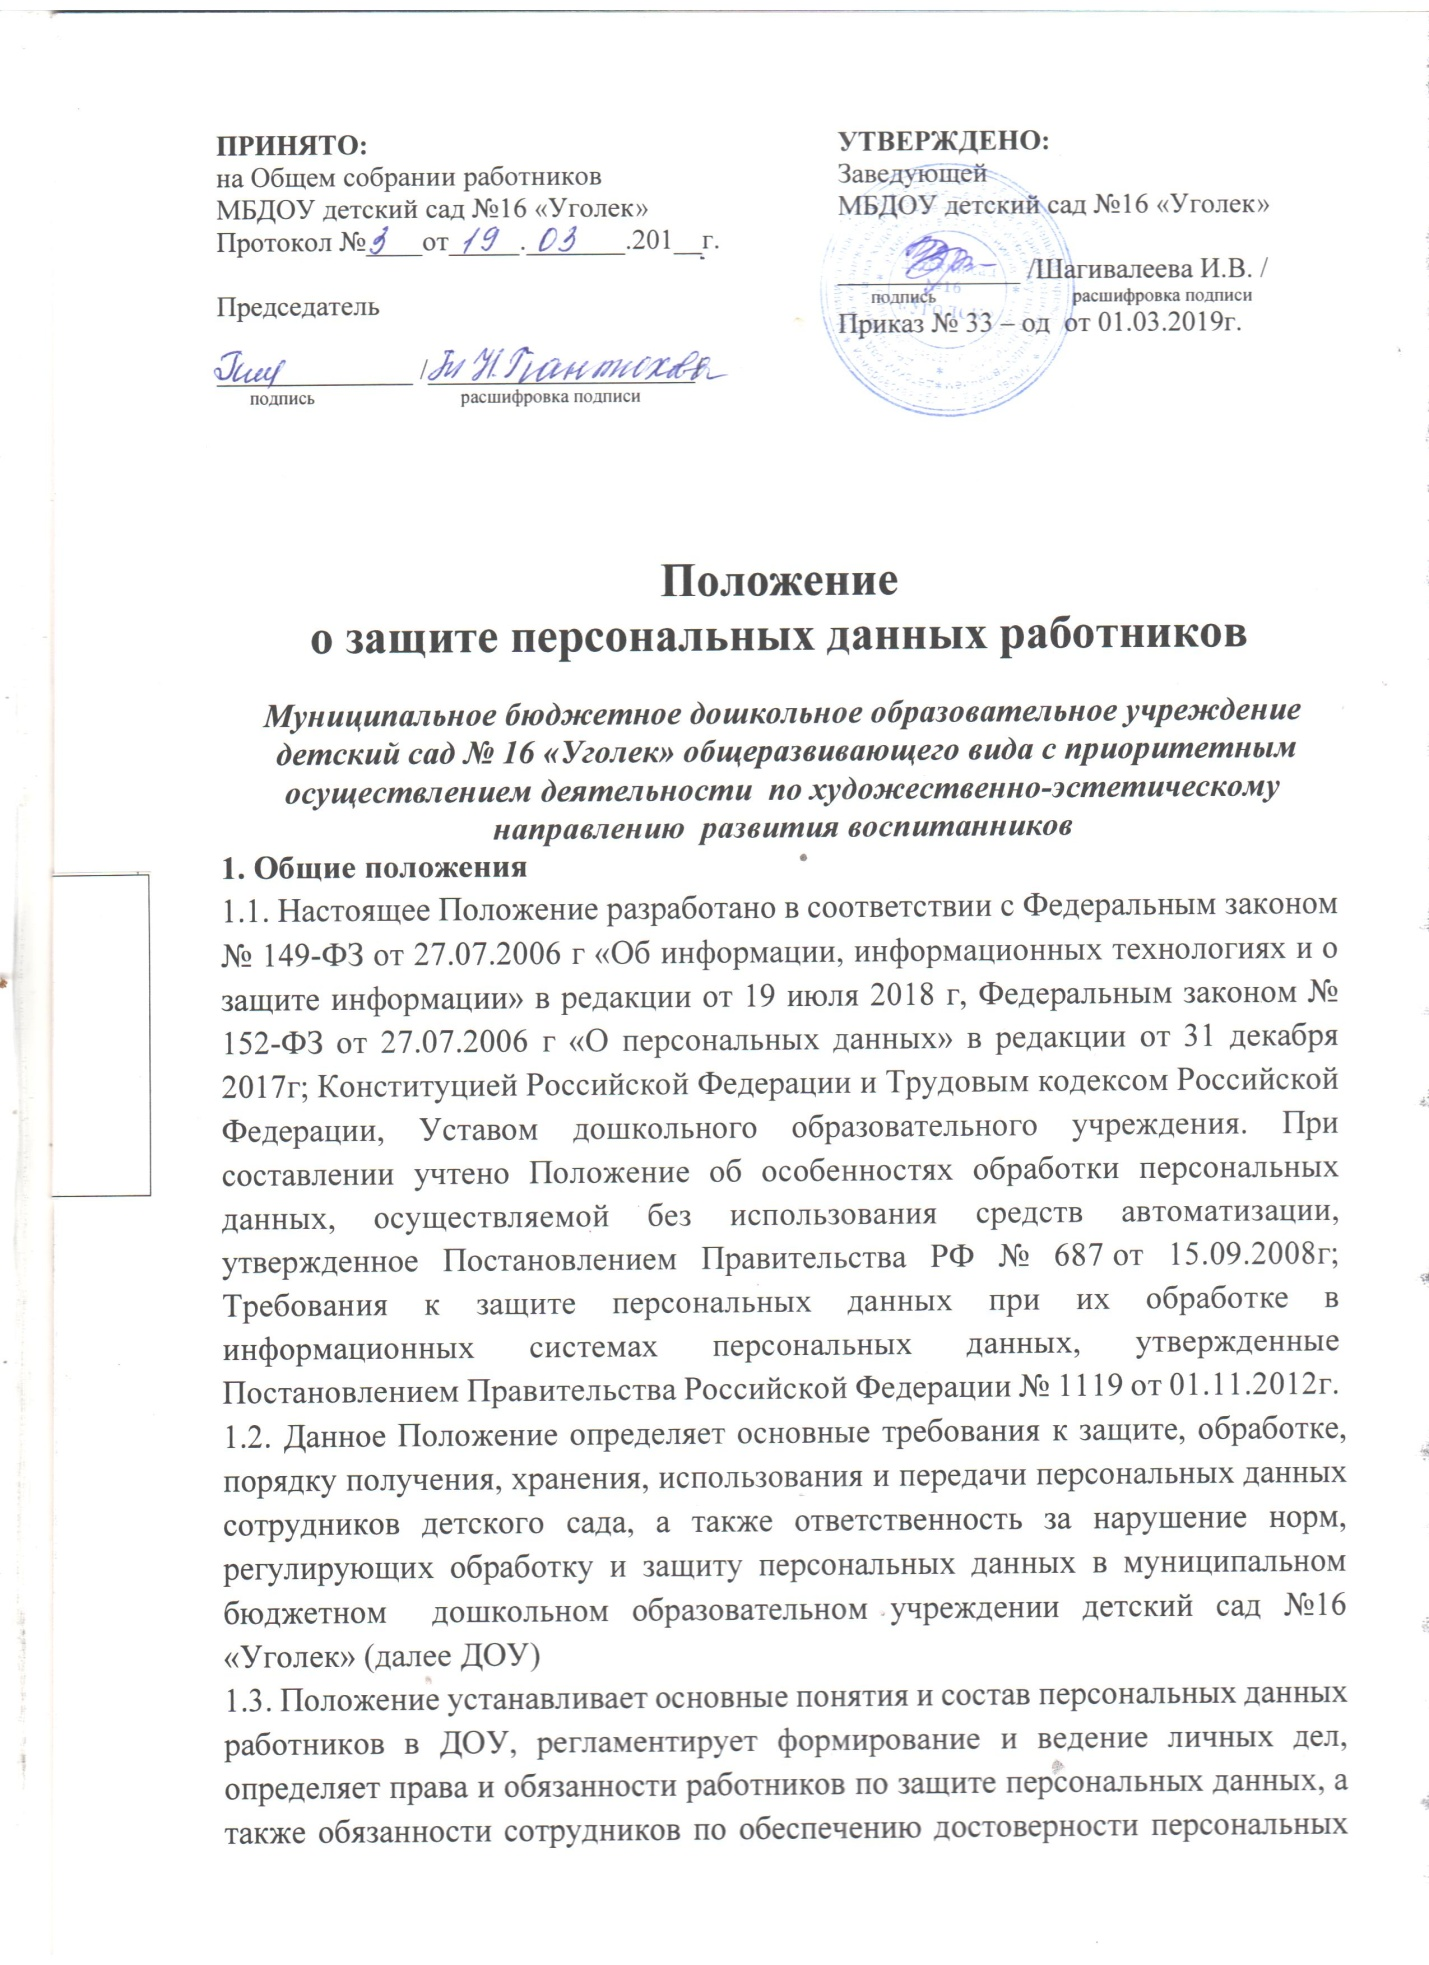 ПРИНЯТО:
на Общем собрании работников
МБДОУ детский сад №16 «Уголек»
Протокол № 3 от 19 . 03 .201__г.
Председатель
/
подпись расшифровка подписи
УТВЕРЖДЕНО:
Заведующей
МБДОУ детский сад №16 «Уголек»
/Шагивалеева И.В. /
подпись расшифровка подписи
Приказ № 33 – од от 01.03.2019г.
Положение
о защите персональных данных работников
Муниципальное бюджетное дошкольное образовательное учреждение
детский сад № 16 «Уголек» общеразвивающего вида с приоритетным
осуществлением деятельности по художественно-эстетическому
направлению развития воспитанников
1. Общие положения
1.1. Настоящее Положение разработано в соответствии с Федеральным законом
№ 149-ФЗ от 27.07.2006 г «Об информации, информационных технологиях и о
защите информации» в редакции от 19 июля 2018 г, Федеральным законом №
152-ФЗ от 27.07.2006 г «О персональных данных» в редакции от 31 декабря
2017г; Конституцией Российской Федерации и Трудовым кодексом Российской
Федерации, Уставом дошкольного образовательного учреждения. При
составлении учтено Положение об особенностях обработки персональных
данных, осуществляемой без использования средств автоматизации,
утвержденное Постановлением Правительства РФ № 687 от 15.09.2008г;
Требования к защите персональных данных при их обработке в
информационных системах персональных данных, утвержденные
Постановлением Правительства Российской Федерации № 1119 от 01.11.2012г.
1.2. Данное Положение определяет основные требования к защите, обработке,
порядку получения, хранения, использования и передачи персональных данных
сотрудников детского сада, а также ответственность за нарушение норм,
регулирующих обработку и защиту персональных данных в муниципальном
бюджетном дошкольном образовательном учреждении детский сад №16
«Уголек» (далее ДОУ)
1.3. Положение устанавливает основные понятия и состав персональных данных
работников в ДОУ, регламентирует формирование и ведение личных дел,
определяет права и обязанности работников по защите персональных данных, а
также обязанности сотрудников по обеспечению достоверности персональных